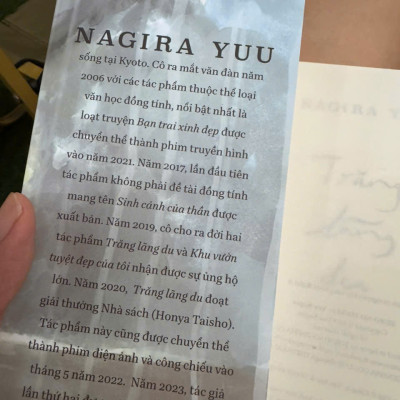 NAGIRA YUU
sống tại Kyoto. Cô ra mắt văn đàn năm
2006 với các tác phẩm thuộc thể loại
văn học đồng tính, nổi bật nhất là
loạt truyện Bạn trai xinh đẹp được
chuyển thể thành phim truyền hình
vào năm 2021. Năm 2017, lần đầu tiên
tác phẩm không phải đề tài đồng tính
mang tên Sinh cảnh của thần được
xuất bản. Năm 2019, cô cho ra đời hai
tác phẩm Trăng lãng du và Khu vườn
tuyệt đẹp của tôi nhận được sự ủng hộ
lớn. Năm 2020, Trăng lãng du đoạt
giải thưởng Nhà sách (Honya Taisho).
Tác phẩm này cũng được chuyển thể
thành phim điện ảnh và công chiếu vào
tháng 5 năm 2022. Năm 2023, tác giả
lần thứ hai